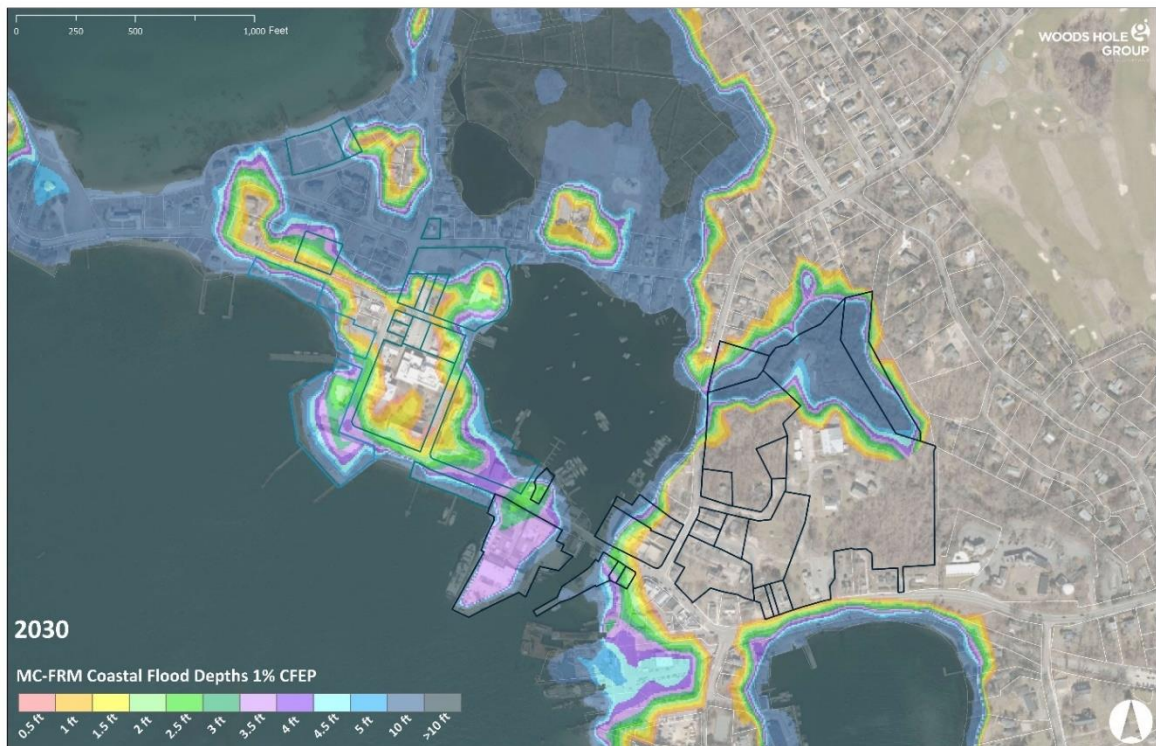 0 250 500 1,000 Feet
WOODS HOLE
GROUP
2030
MC-FRM Coastal Flood Depths 1% CFEP
0.5 ft 1 ft 1.5 ft 2 ft 2.5 ft 3 ft 3.5 ft 4 ft 4.5 ft 5 ft 10 ft >10 ft